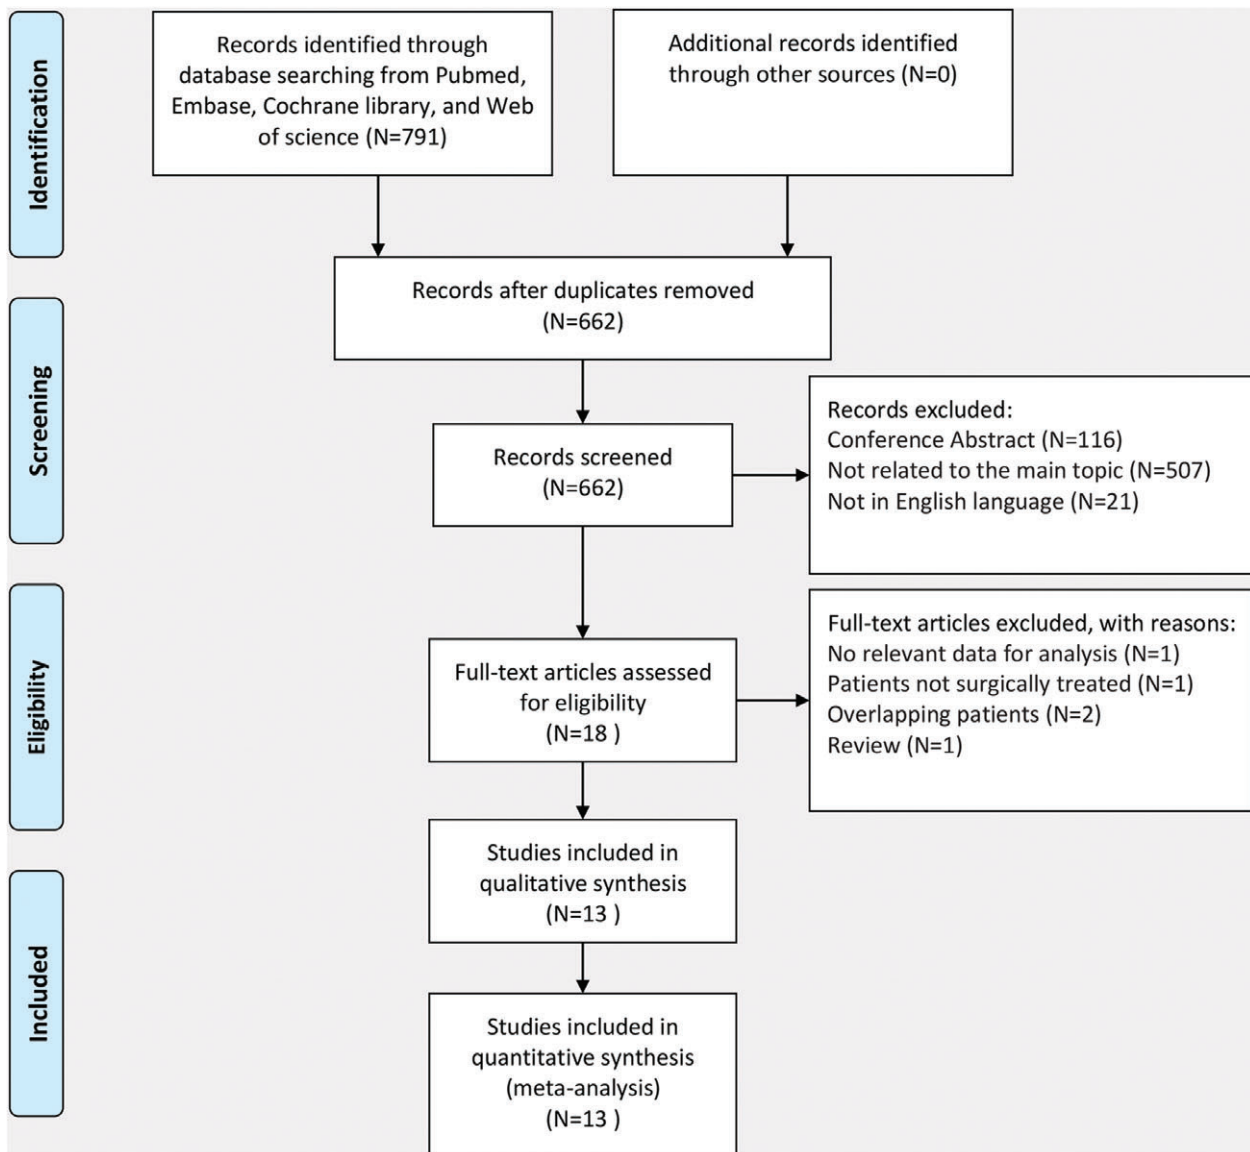 Identification
Records identified through
database searching from Pubmed,
Embase, Cochrane library, and Web
of science (N=791)
Additional records identified
through other sources (N=0)
Records after duplicates removed
(N=662)
Screening
Records screened
(N=662)
Records excluded:
Conference Abstract (N=116)
Not related to the main topic (N=507)
Not in English language (N=21)
Eligibility
Full-text articles assessed
for eligibility
(N=18 )
Full-text articles excluded, with reasons:
No relevant data for analysis (N=1)
Patients not surgically treated (N=1)
Overlapping patients (N=2)
Review (N=1)
Included
Studies included in
qualitative synthesis
(N=13 )
Studies included in
quantitative synthesis
(meta-analysis)
(N=13 )